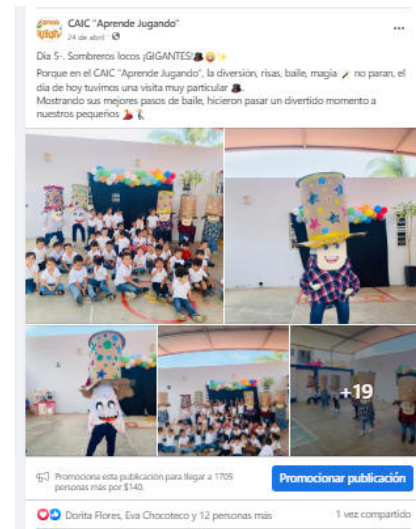 CAIC "Aprende Jugando"
24 de abril
Dia 5-. Sombreros locos ¡GIGANTES!🎩😄✨
Porque en el CAIC "Aprende Jugando", la diversión, risas, baile, magia 🪄 no paran, el
día de hoy tuvimos una visita muy particular 🎩.
Mostrando sus mejores pasos de baile, hicieron pasar un divertido momento a
nuestros pequeños 💃🕺
+19
Promociona esta publicación para llegar a 1705
personas más por $140.
Promocionar publicación
Dorita Flores, Eva Chocoteco y 12 personas más
1 vez compartido